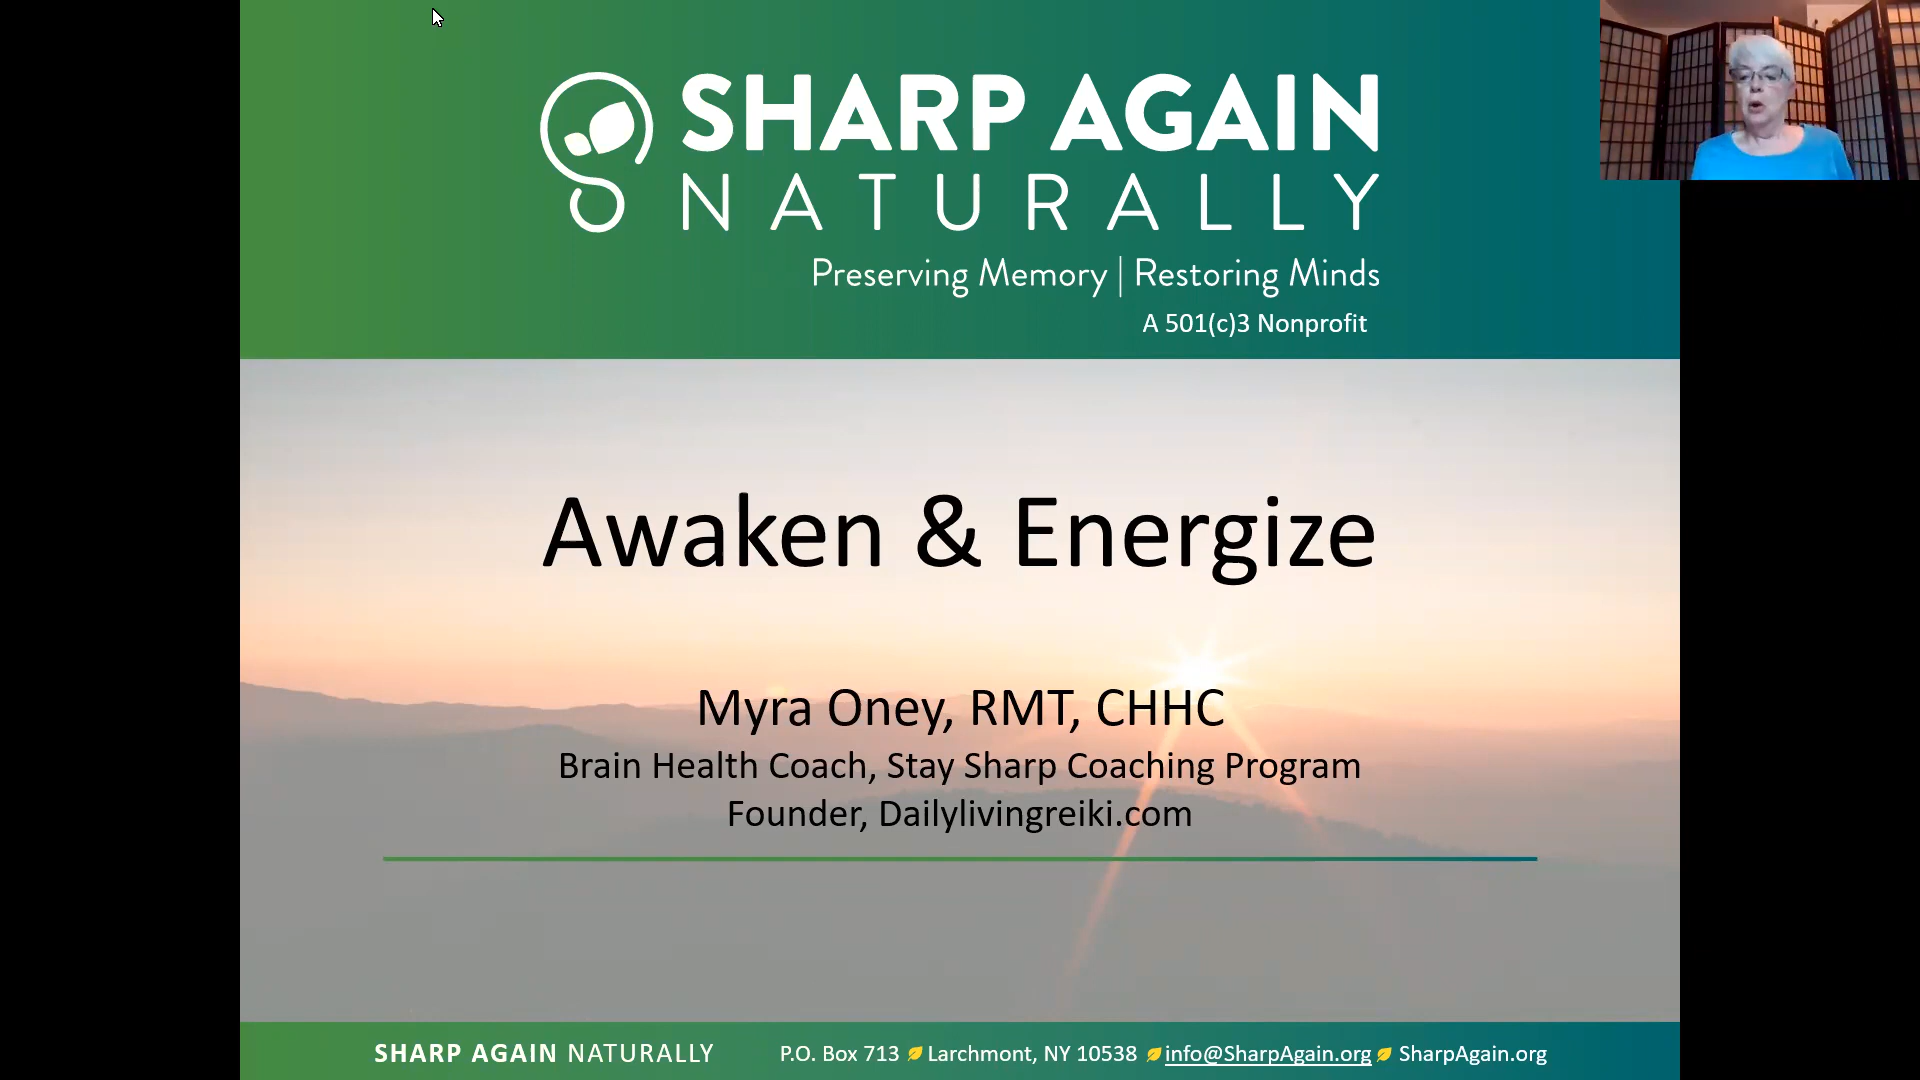 SHARP AGAIN
NATURALLY
Preserving Memory | Restoring Minds
A 501(c)3 Nonprofit
Awaken & Energize
Myra Oney, RMT, CHHC
Brain Health Coach, Stay Sharp Coaching Program
Founder, Dailylivingreiki.com
SHARP AGAIN NATURALLY P.O. Box 713 Larchmont, NY 10538 info@SharpAgain.org SharpAgain.org